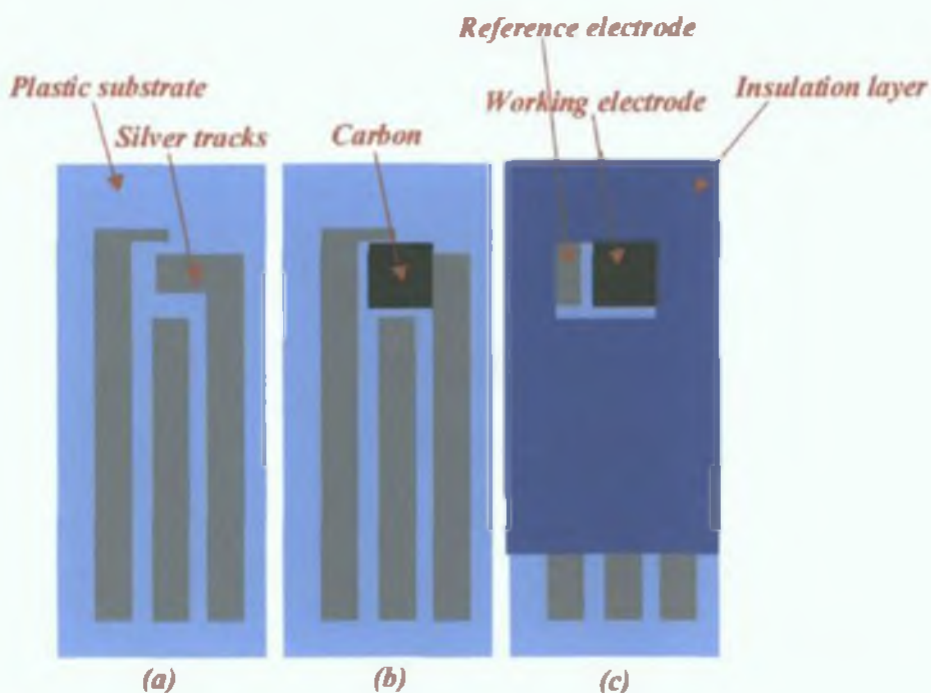 Reference electrode
Plastic substrate
Working electrode
Insulation layer
Silver tracks
Carbon
(a)
(b)
(c)